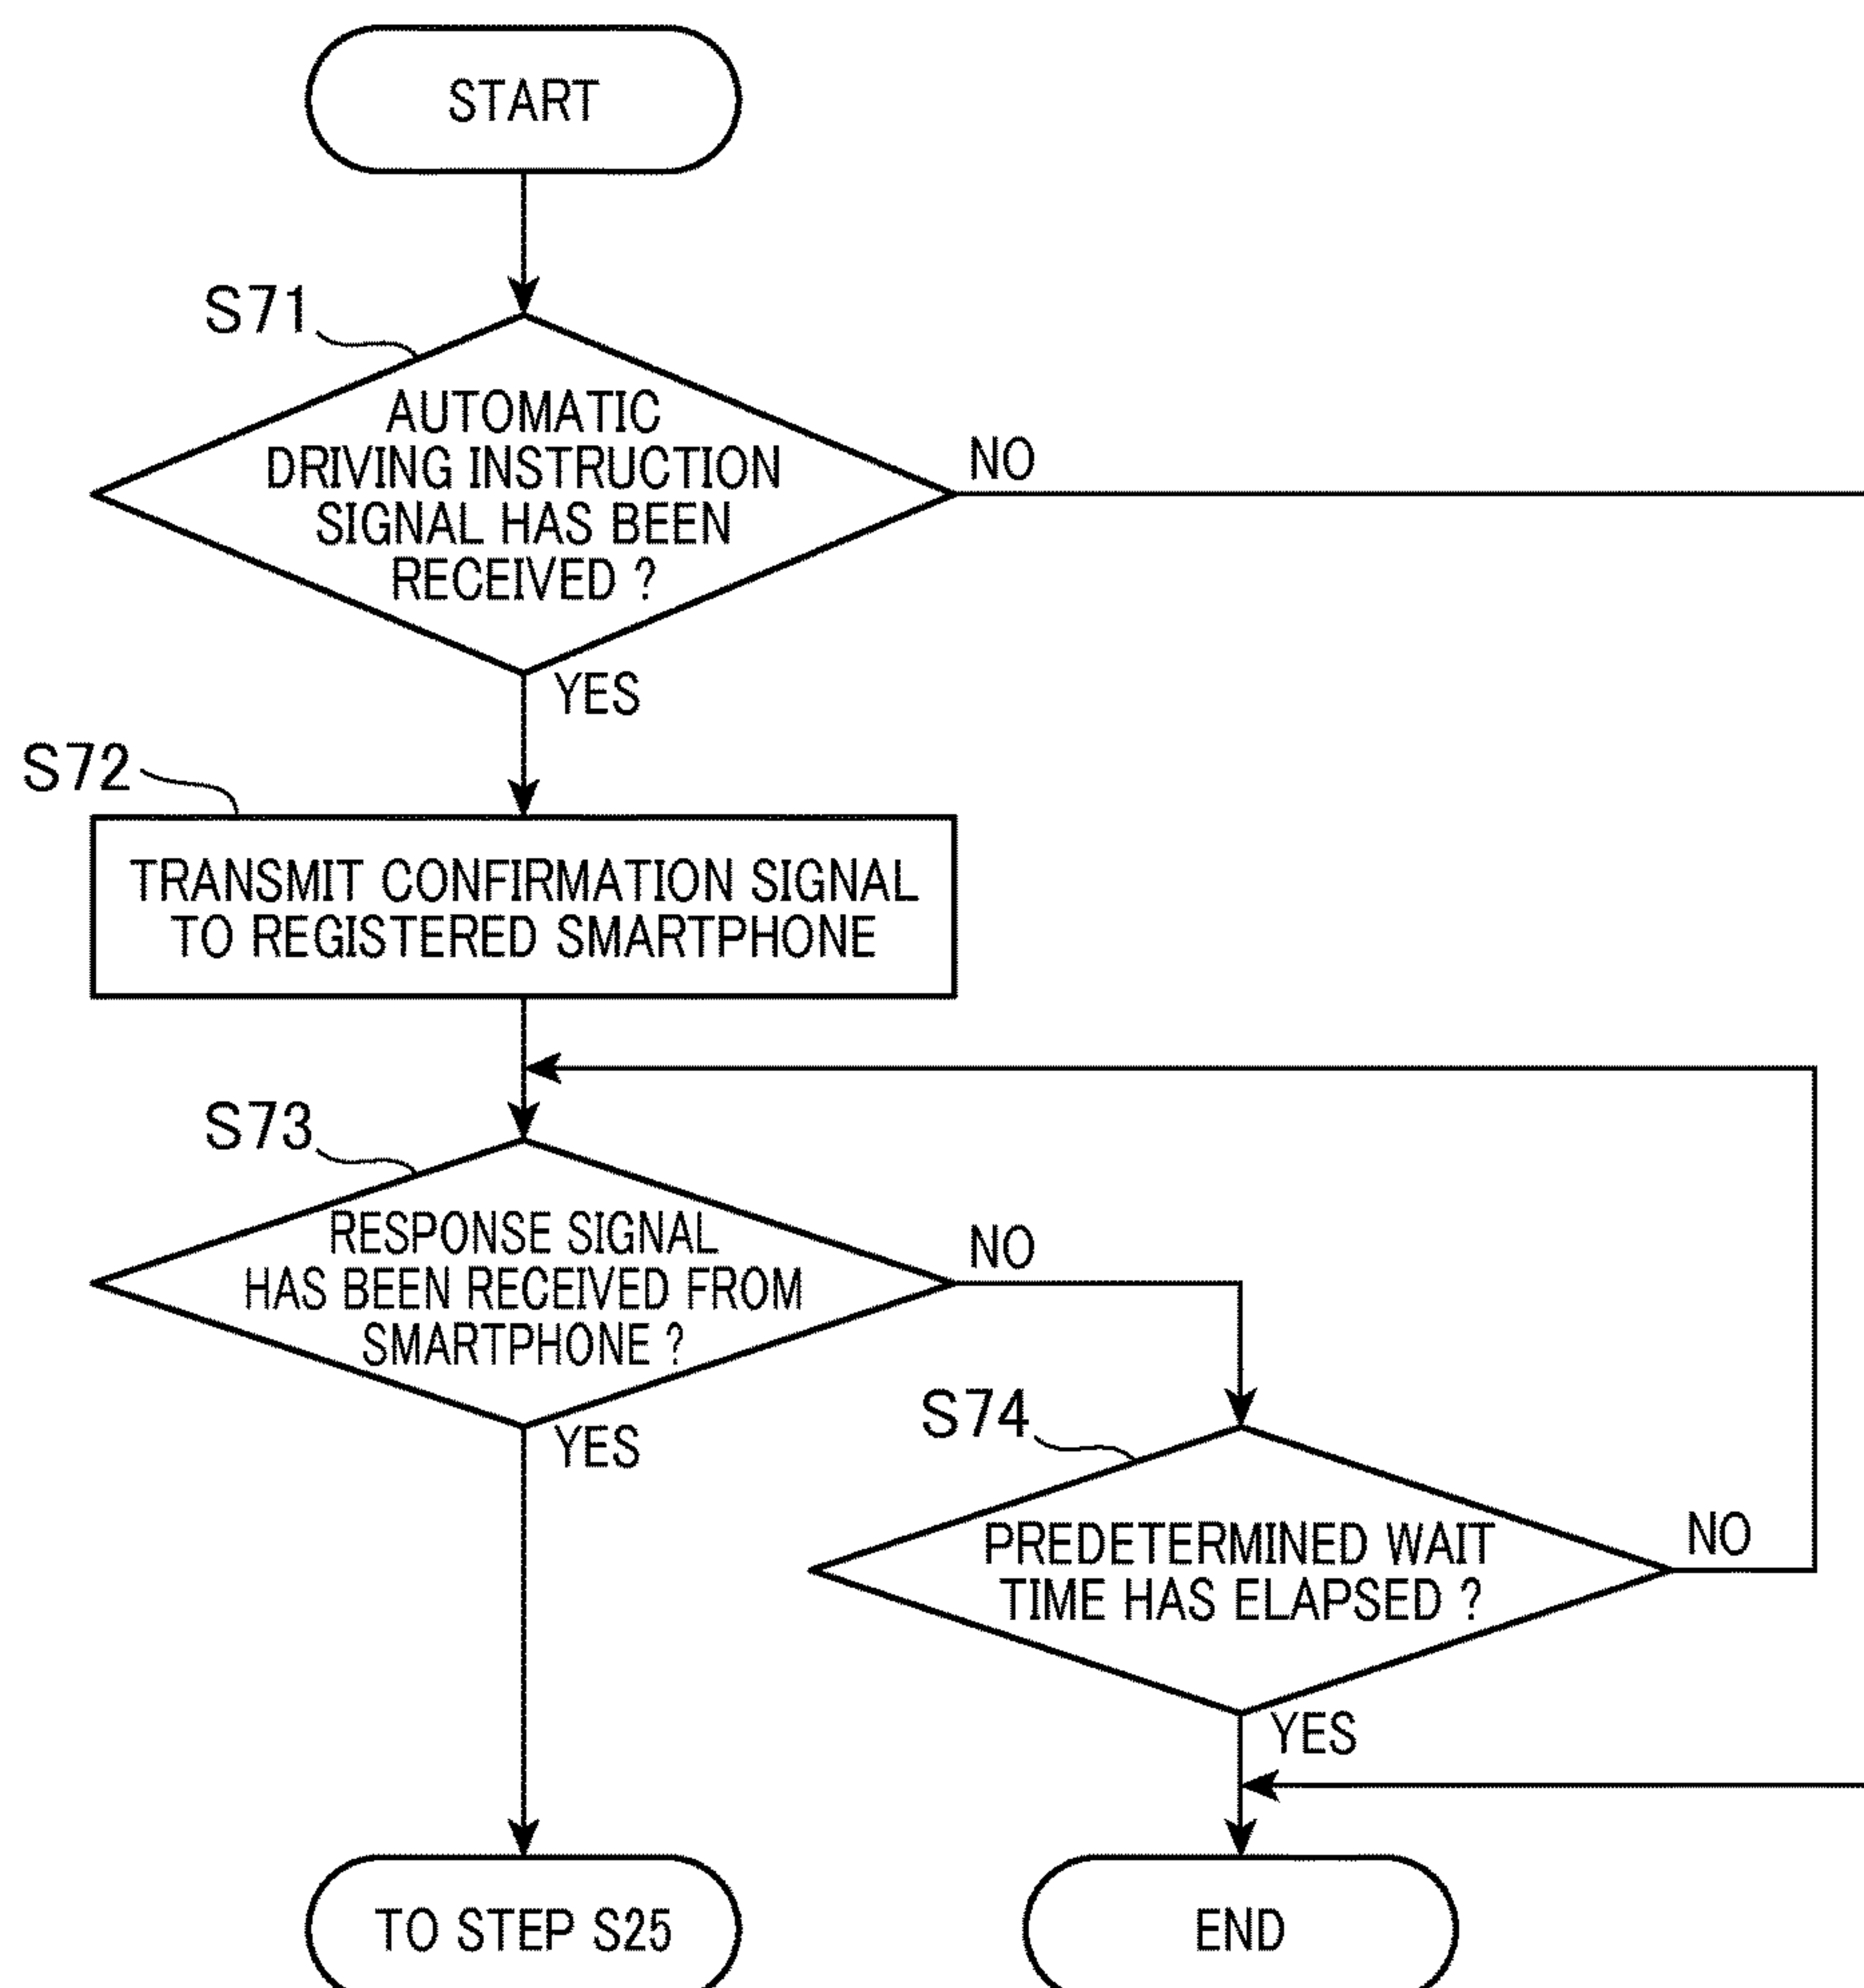 START
S71
AUTOMATIC
DRIVING INSTRUCTION
SIGNAL HAS BEEN
RECEIVED ?
NO
YES
S72
TRANSMIT CONFIRMATION SIGNAL
TO REGISTERED SMARTPHONE
S73
RESPONSE SIGNAL
HAS BEEN RECEIVED FROM
SMARTPHONE ?
NO
YES
S74
PREDETERMINED WAIT
TIME HAS ELAPSED ?
NO
YES
TO STEP S25
END